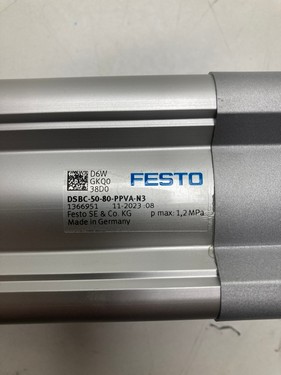 D6W
GKQ0
38D0
FESTO
DSBC-50-80-PPVA-N3
1366951 11-2023-08
Festo SE & Co. KG p max: 1,2 MPa
Made in Germany